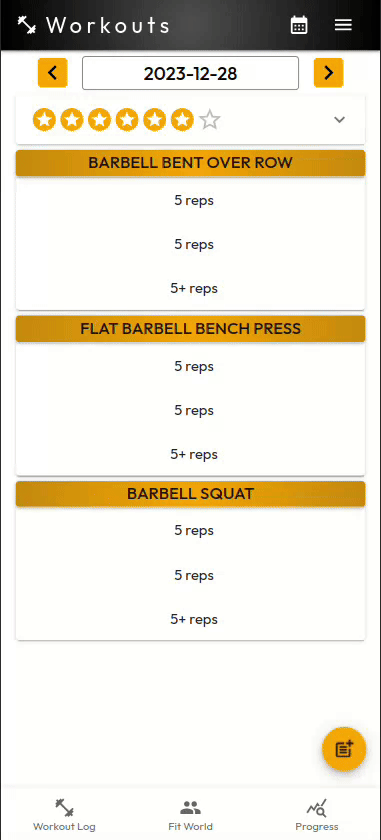 Workouts
2023-12-28
BARBELL BENT OVER ROW
5 reps
5 reps
5+ reps
FLAT BARBELL BENCH PRESS
5 reps
5 reps
5+ reps
BARBELL SQUAT
5 reps
5 reps
5+ reps
Workout Log Fit World Progress